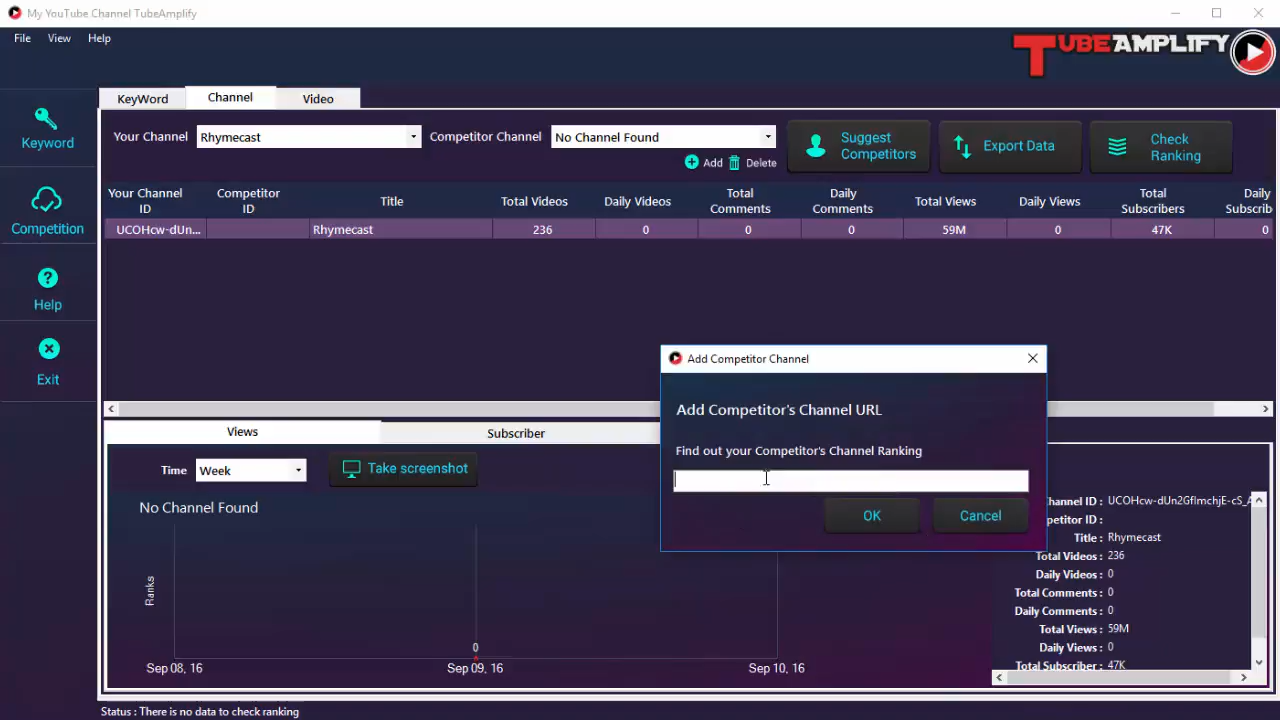 My YouTube Channel TubeAmplify
File View Help
TUBEAMPLIFY
KeyWord Channel Video
Keyword
Competition
Help
Exit
Your Channel Rhymecast Competitor Channel No Channel Found
Add Delete
Suggest Competitors
Export Data
Check Ranking
Your Channel ID Competitor ID Title Total Videos Daily Videos Total Comments Daily Comments Total Views Daily Views Total Subscribers Daily Subscrib
UCOHcw-dUn... Rhymecast 236 0 0 0 59M 0 47K 0
Views Subscriber
Time Week Take screenshot
No Channel Found
Ranks
0
Sep 08, 16 Sep 09, 16 Sep 10, 16
Add Competitor Channel
Add Competitor's Channel URL
Find out your Competitor's Channel Ranking
OK Cancel
hannel ID :
petitor ID :
Title : Rhymecast
Total Videos : 236
Daily Videos : 0
Total Comments : 0
Daily Comments : 0
Total Views : 59M
Daily Views : 0
Total Subscriber : 47K
Status : There is no data to check ranking